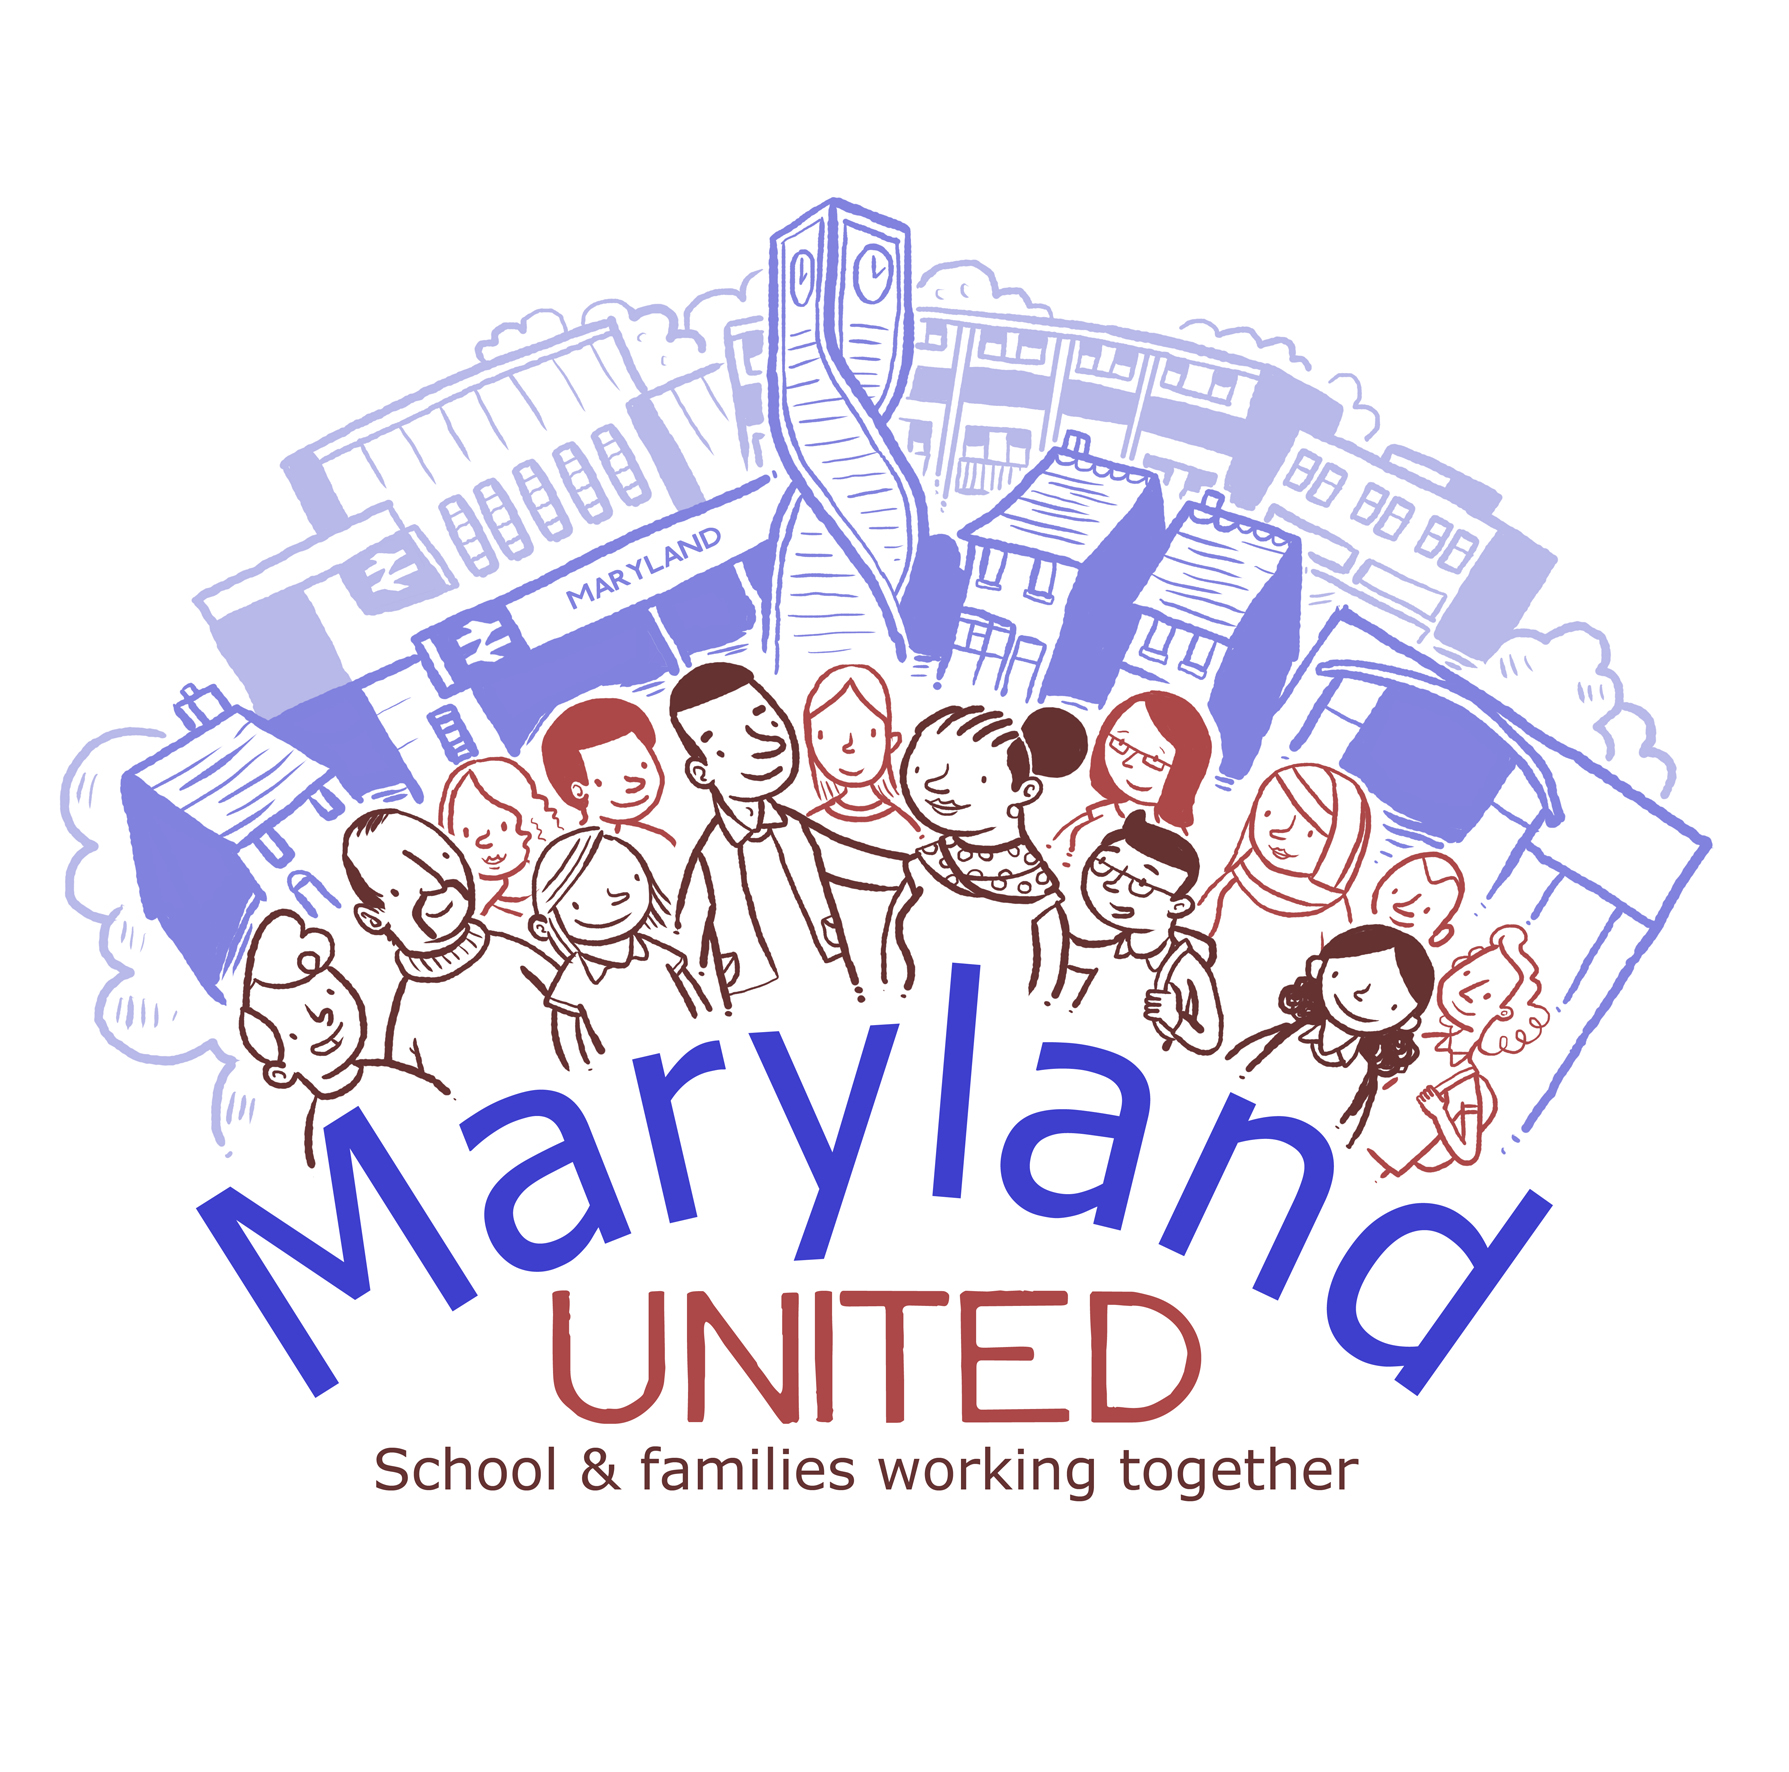 MARYLAND
Maryland
UNITED
School & families working together